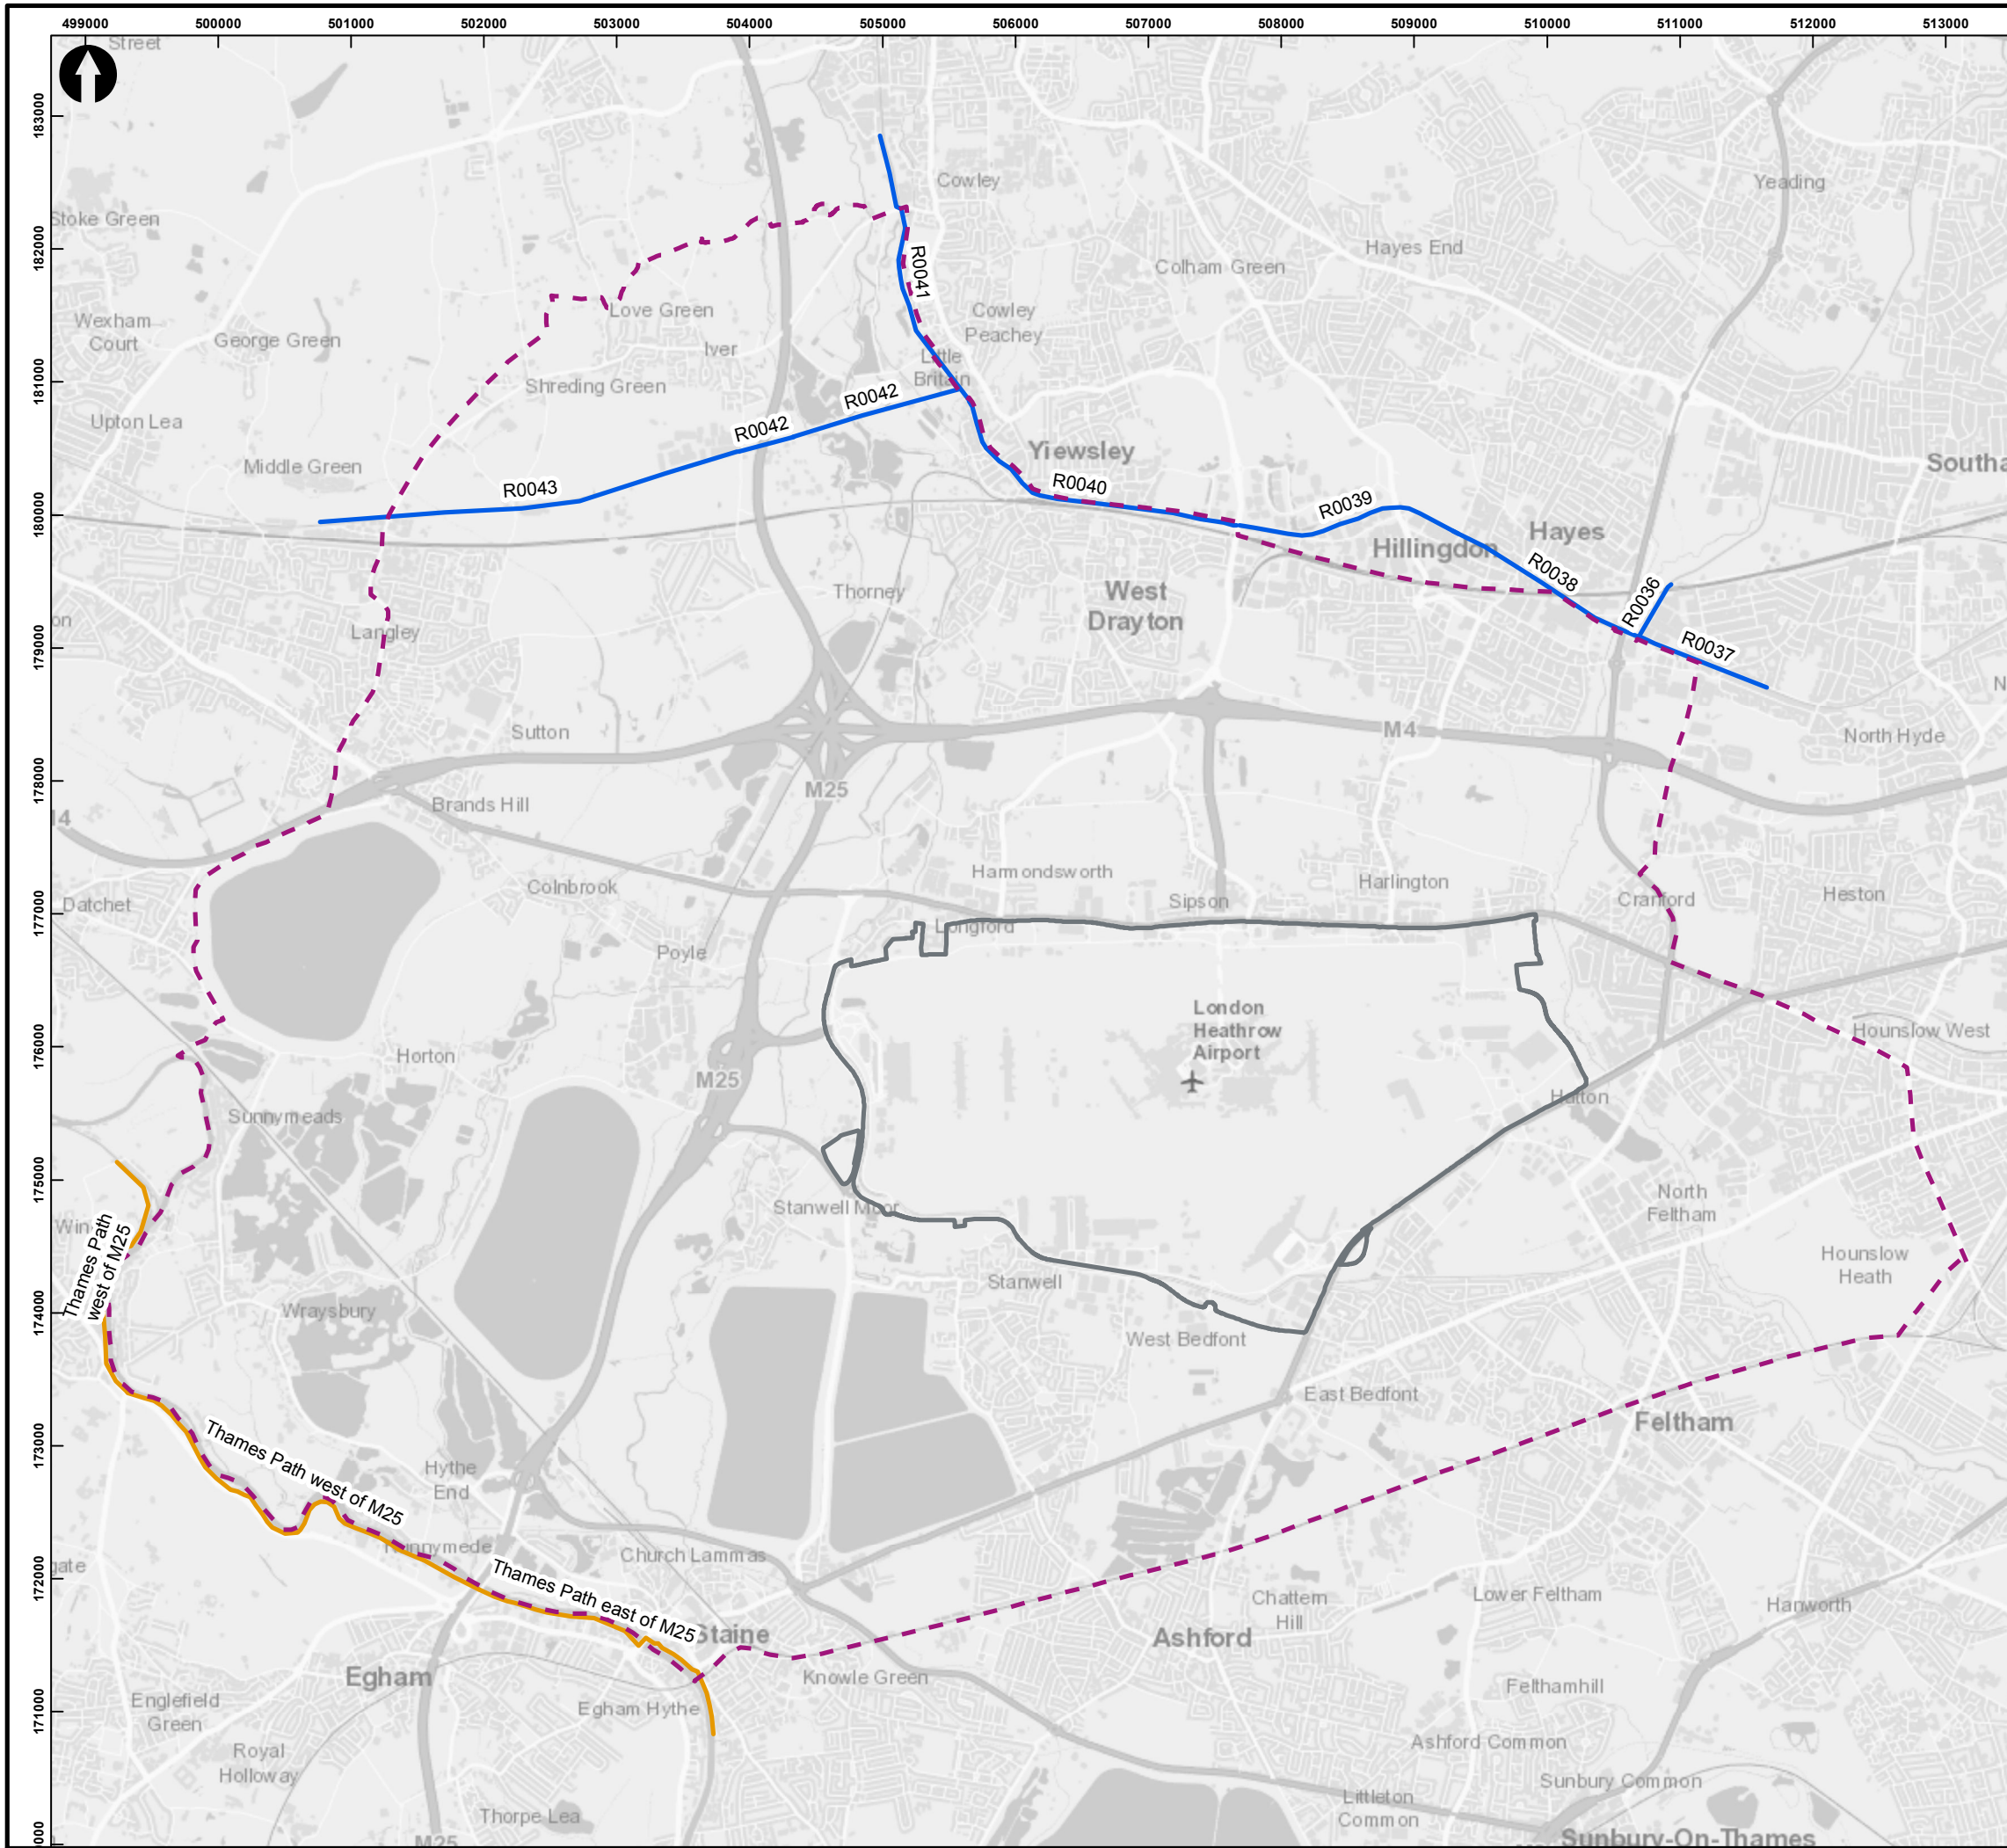 499000 500000 501000 502000 503000 504000 505000 506000 507000 508000 509000 510000 511000 512000 513000
183000
182000
181000
180000
179000
178000
177000
176000
175000
174000
173000
172000
171000
Street
Cowley
Yeading
Stoke Green
Hayes End
Colham Green
R0041
Love Green
Cowley
Peachey
Wexham
Court
George Green
Iver
Little
Britain
Shreding Green
R0042
R0042
Upton Lea
Yiewsley
Middle Green
R0043
R0040
R0039
Hayes
Hillingdon
R0038
R0036
R0037
Thorney
West
Drayton
Langley
Sutton
M4
North Hyde
M25
Brands Hill
Harmondsworth
Colnbrook
Sipson
Harlington
Cranford
Heston
Datchet
Longford
Poyle
London
Heathrow
Airport
Hounslow West
Horton
M25
Sunnymeads
Hatton
Stanwell Moor
North
Feltham
Thames Path
west of M25
Hounslow
Heath
Stanwell
Wraysbury
West Bedfont
East Bedfont
Feltham
Thames Path west of M25
Hythe
End
Runnymede
Church Lammas
Thames Path east of M25
Chattern
Hill
Lower Feltham
Hanworth
Staine
Ashford
Egham
Knowle Green
Egham Hythe
Englefield
Green
Felthamhill
Ashford Common
Royal
Holloway
Sunbury Common
Littleton
Common
Thorpe Lea
M25
Sunbury-On-Thames